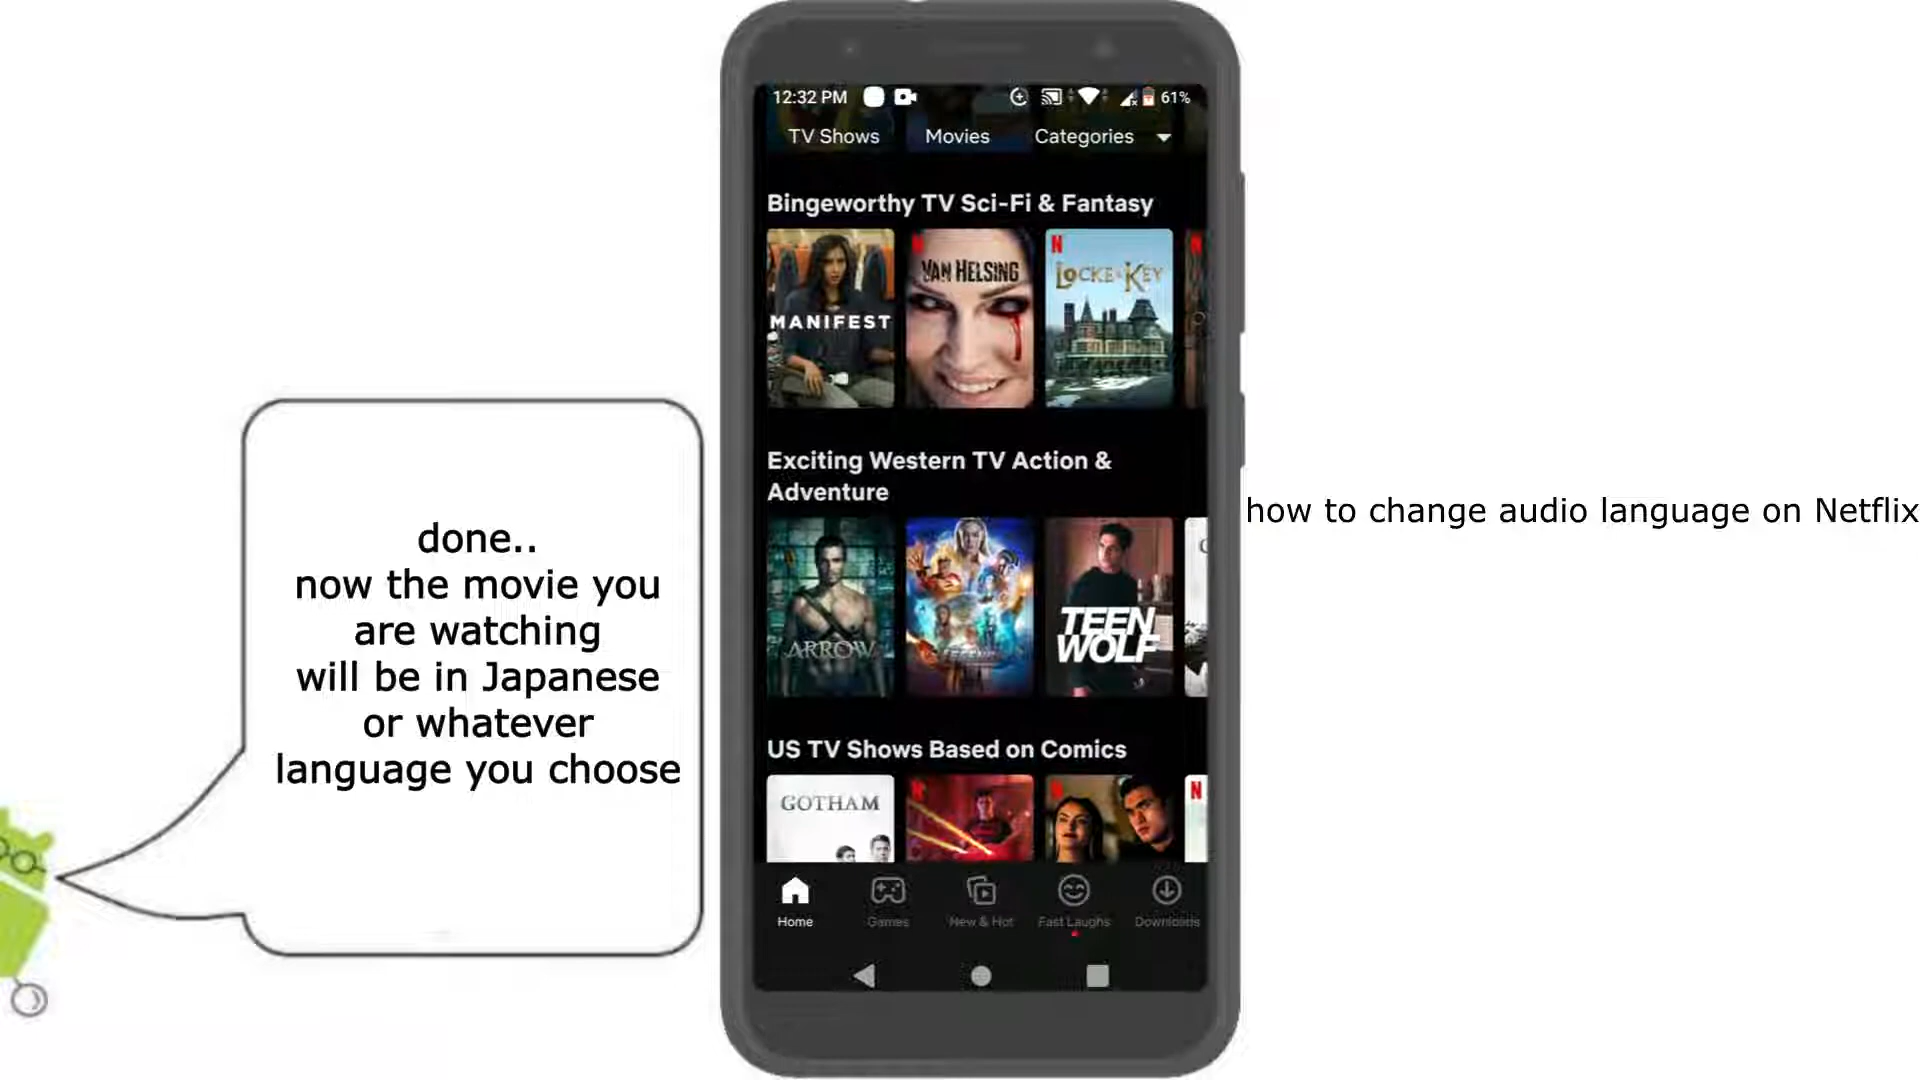 12:32 PM 61%
TV Shows Movies Categories
Bingeworthy TV Sci-Fi & Fantasy
MANIFEST
N
VAN HELSING
N
LOCKE & KEY
N
Exciting Western TV Action &
Adventure
ARROW
TEEN
WOLF
US TV Shows Based on Comics
GOTHAM
N
N
N
Home Games New & Hot Fast Laughs Downloads
done..
now the movie you
are watching
will be in Japanese
or whatever
language you choose
how to change audio language on Netflix